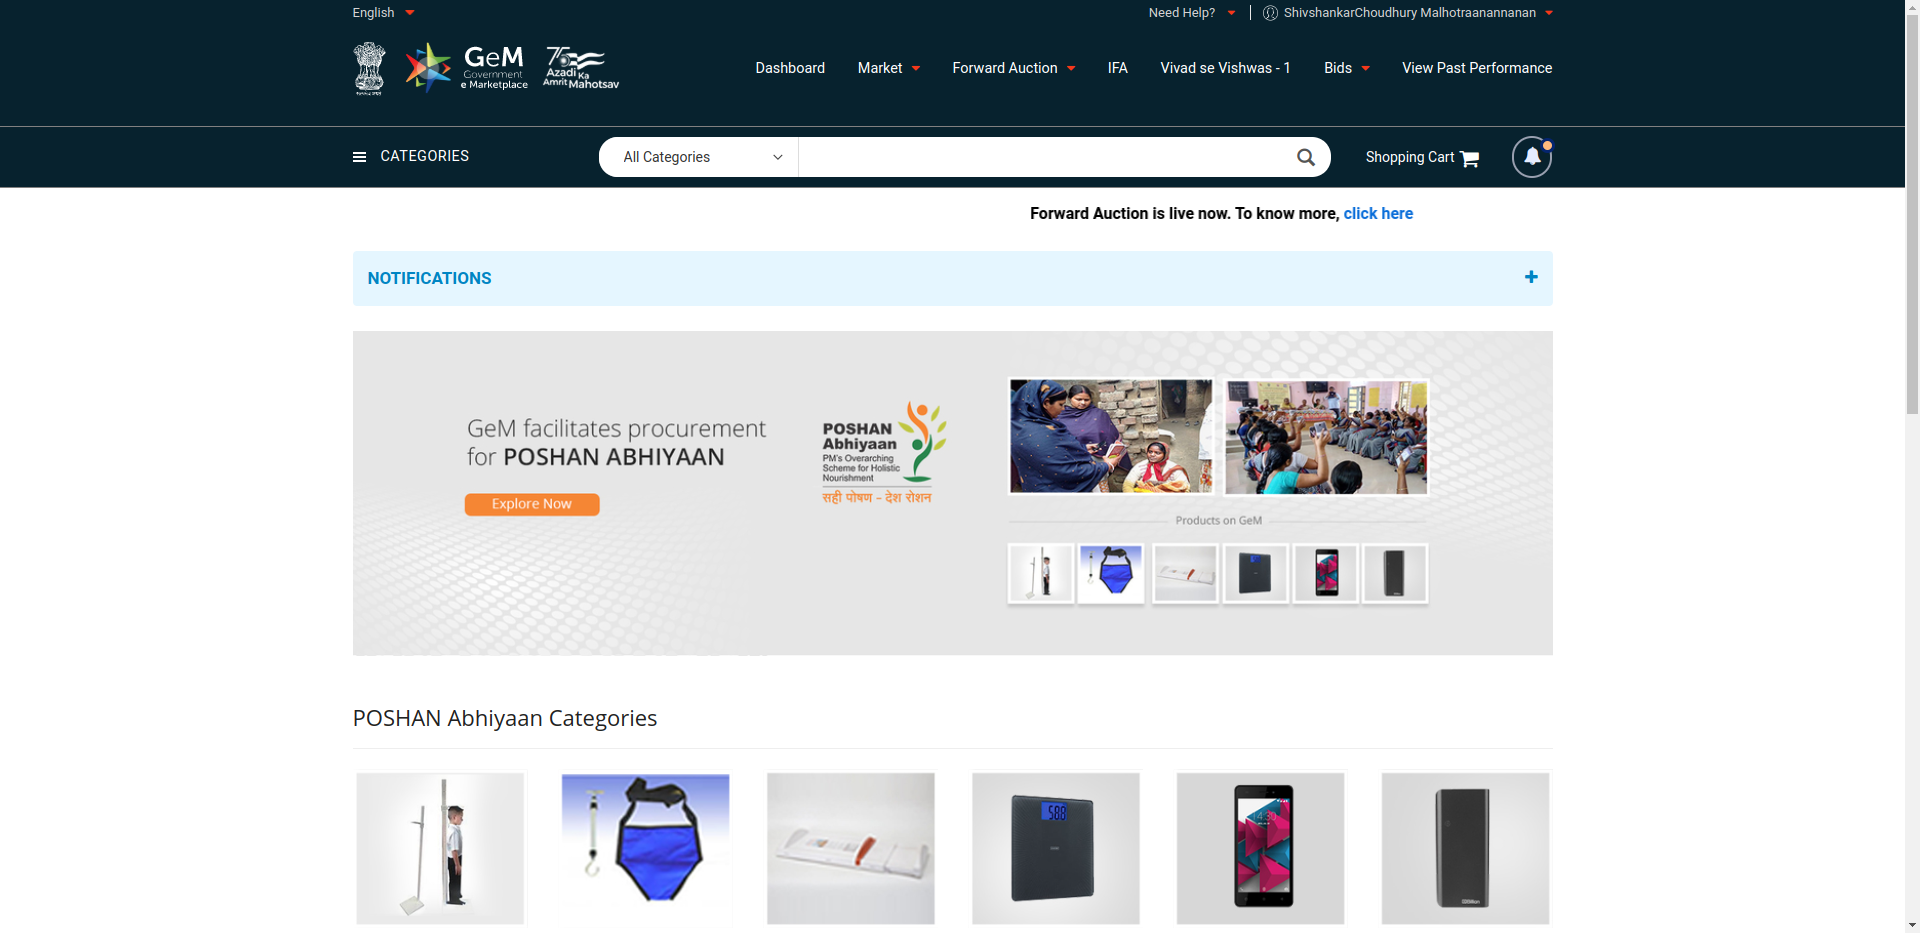 English
Need Help?
ShivshankarChoudhury Malhotraanannanan
GeM
Government
e Marketplace
75
Azadi Ka
Amrit Mahotsav
Dashboard
Market
Forward Auction
IFA
Vivad se Vishwas - 1
Bids
View Past Performance
CATEGORIES
All Categories
Shopping Cart
Forward Auction is live now. To know more, click here
NOTIFICATIONS
GeM facilitates procurement
for POSHAN ABHIYAAN
Explore Now
POSHAN
Abhiyaan
PM's Overarching
Scheme for Holistic
Nourishment
सही पोषण - देश रोशन
Products on GeM
POSHAN Abhiyaan Categories
588
14:30